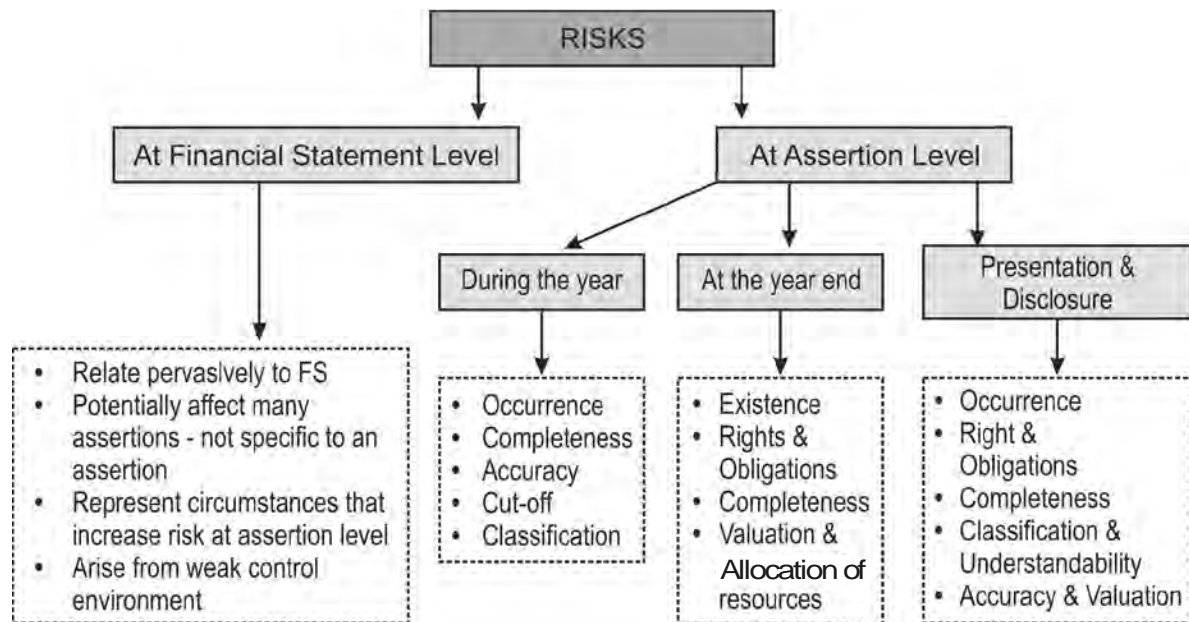 RISKS
At Financial Statement Level
At Assertion Level
During the year
At the year end
Presentation &
Disclosure
• Relate pervasively to FS
• Potentially affect many
assertions - not specific to an
assertion
• Represent circumstances that
increase risk at assertion level
• Arise from weak control
environment
• Occurrence
• Completeness
• Accuracy
• Cut-off
• Classification
• Existence
• Rights &
Obligations
• Completeness
• Valuation &
Allocation of
resources
• Occurrence
• Right &
Obligations
• Completeness
• Classification &
Understandability
• Accuracy & Valuation